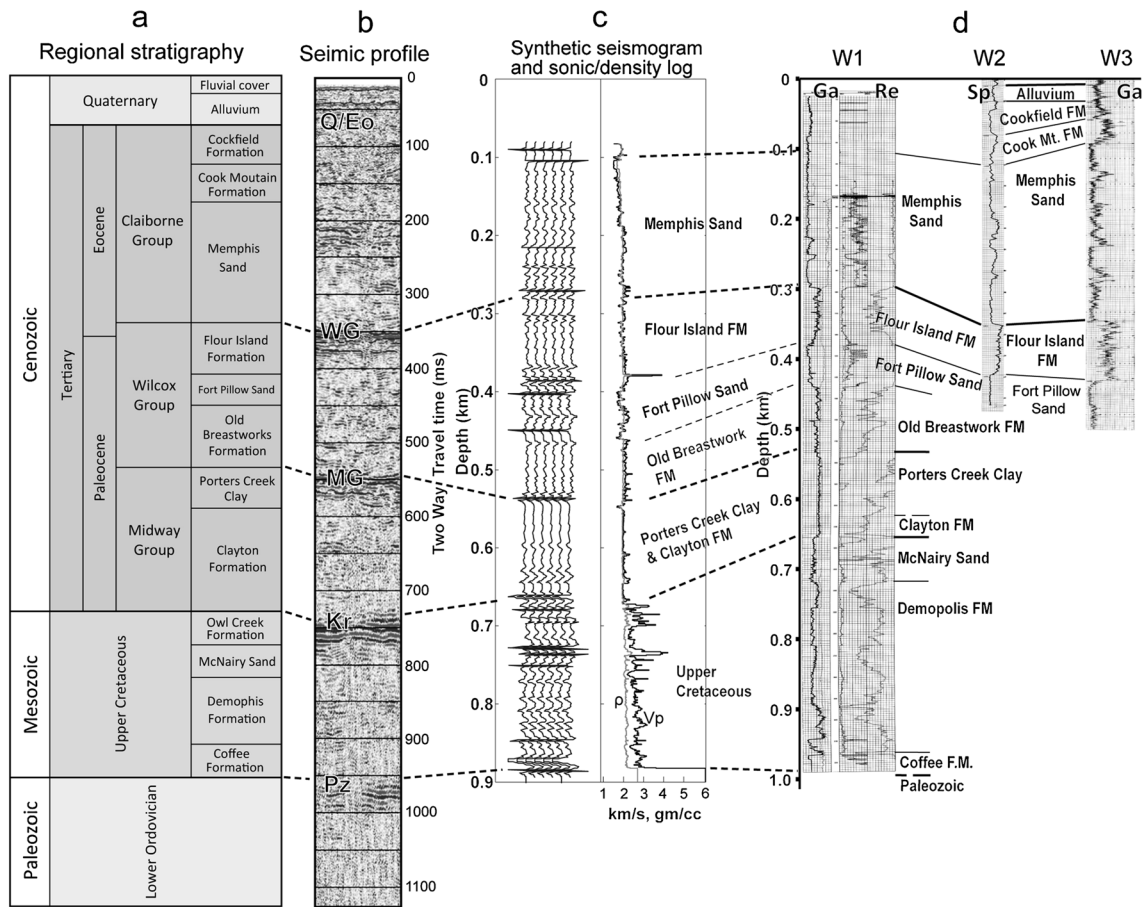 a
Regional stratigraphy
Cenozoic
Mesozoic
Paleozoic
Quaternary
Tertiary
Eocene
Paleocene
Claiborne
Group
Wilcox
Group
Midway
Group
Upper Cretaceous
Lower Ordovician
Fluvial cover
Alluvium
Cockfield
Formation
Cook Moutain
Formation
Memphis
Sand
Flour Island
Formation
Fort Pillow Sand
Old
Breastworks
Formation
Porters Creek
Clay
Clayton
Formation
Owl Creek
Formation
McNairy Sand
Demophis
Formation
Coffee
Formation
b
Seimic profile
Q/Eo
WG
MG
Kr
Pz
0
100
200
300
400
500
600
700
800
900
1000
1100
Two Way Travel time (ms)
c
Synthetic seismogram
and sonic/density log
Depth (km)
0
0.1
0.2
0.3
0.4
0.5
0.6
0.7
0.8
0.9
Memphis Sand
Flour Island FM
Fort Pillow Sand
Old Breastwork
FM
Porters Creek Clay
& Clayton FM
Upper
Cretaceous
ρ
Vp
1 2 3 4 5 6
km/s, gm/cc
d
W1 W2 W3
Ga Re Sp Ga
Depth (km)
0
0.1
0.2
0.3
0.4
0.5
0.6
0.7
0.8
0.9
1.0
Alluvium
Cookfield FM
Cook Mt. FM
Memphis
Sand
Memphis
Sand
Flour Island FM
Flour Island
FM
Fort Pillow Sand
Fort Pillow
Sand
Old Breastwork FM
Porters Creek Clay
Clayton FM
McNairy Sand
Demopolis FM
Coffee F.M.
Paleozoic